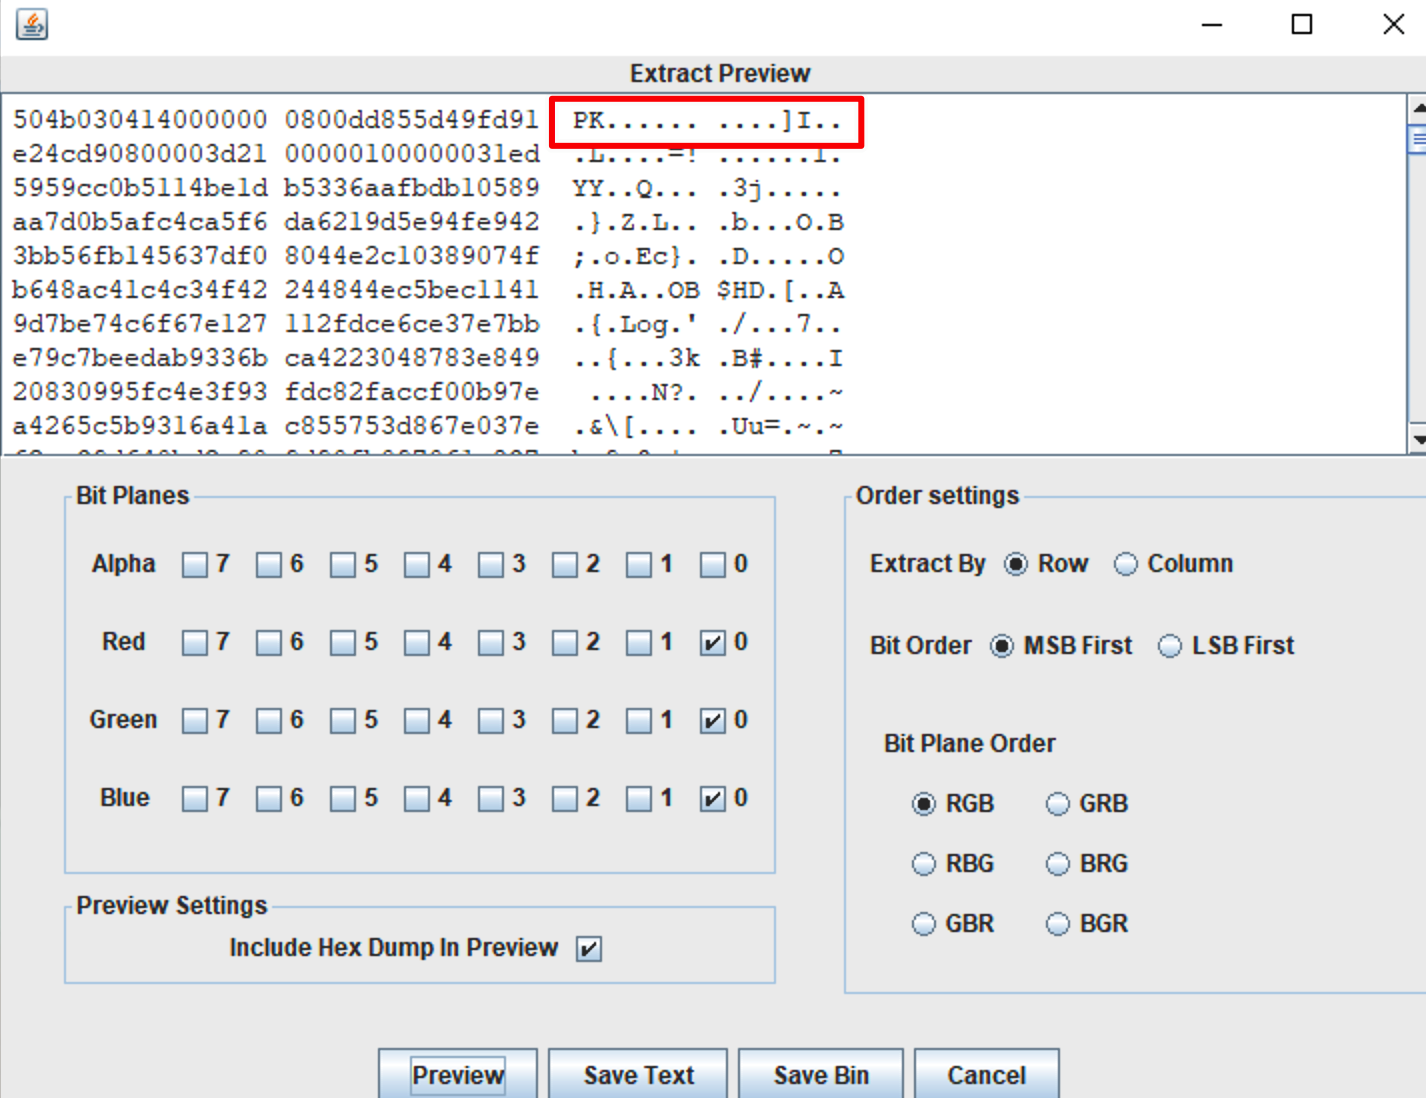 Extract Preview
504b030414000000 0800dd855d49fd91 PK...... ....]I..
e24cd90800003d21 00000100000031ed .L....=! ......1.
5959cc0b5114be1d b5336aafbdb10589 YY..Q... .3j.....
aa7d0b5afc4ca5f6 da6219d5e94fe942 .}.Z.L.. .b...O.B
3bb56fb145637df0 8044e2c10389074f ;.o.Ec}. .D.....O
b648ac41c4c34f42 244844ec5bec1141 .H.A..OB $HD.[..A
9d7be74c6f67e127 112fdce6ce37e7bb .{.Log.' ./...7..
e79c7beedab9336b ca4223048783e849 ..{...3k .B#....I
20830995fc4e3f93 fdc82faccf00b97e ....N?. ../....~
a4265c5b9316a41a c855753d867e037e .&\[.... .Uu=.~.~
Bit Planes
Alpha 7 6 5 4 3 2 1 0
Red 7 6 5 4 3 2 1 0
Green 7 6 5 4 3 2 1 0
Blue 7 6 5 4 3 2 1 0
Preview Settings
Include Hex Dump In Preview
Order settings
Extract By Row Column
Bit Order MSB First LSB First
Bit Plane Order
RGB GRB
RBG BRG
GBR BGR
Preview Save Text Save Bin Cancel